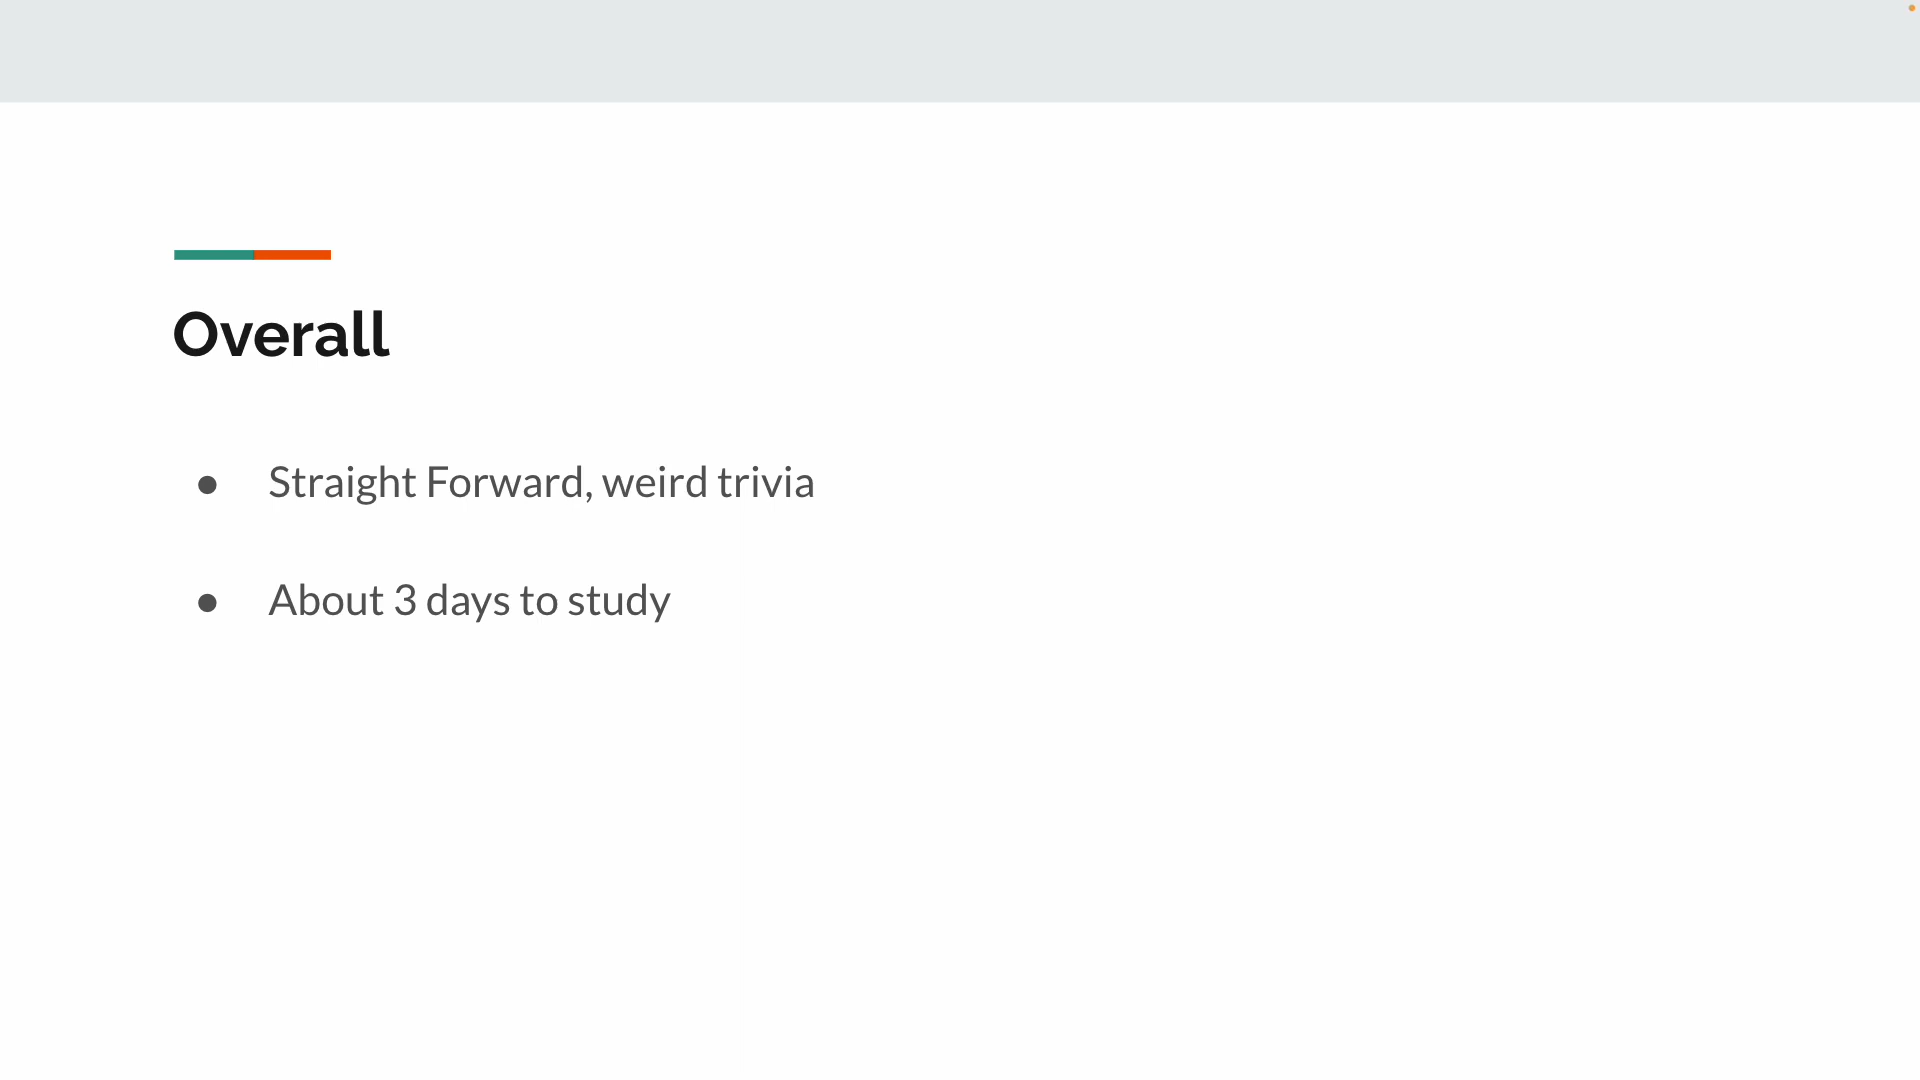 Overall
● Straight Forward, weird trivia
● About 3 days to study